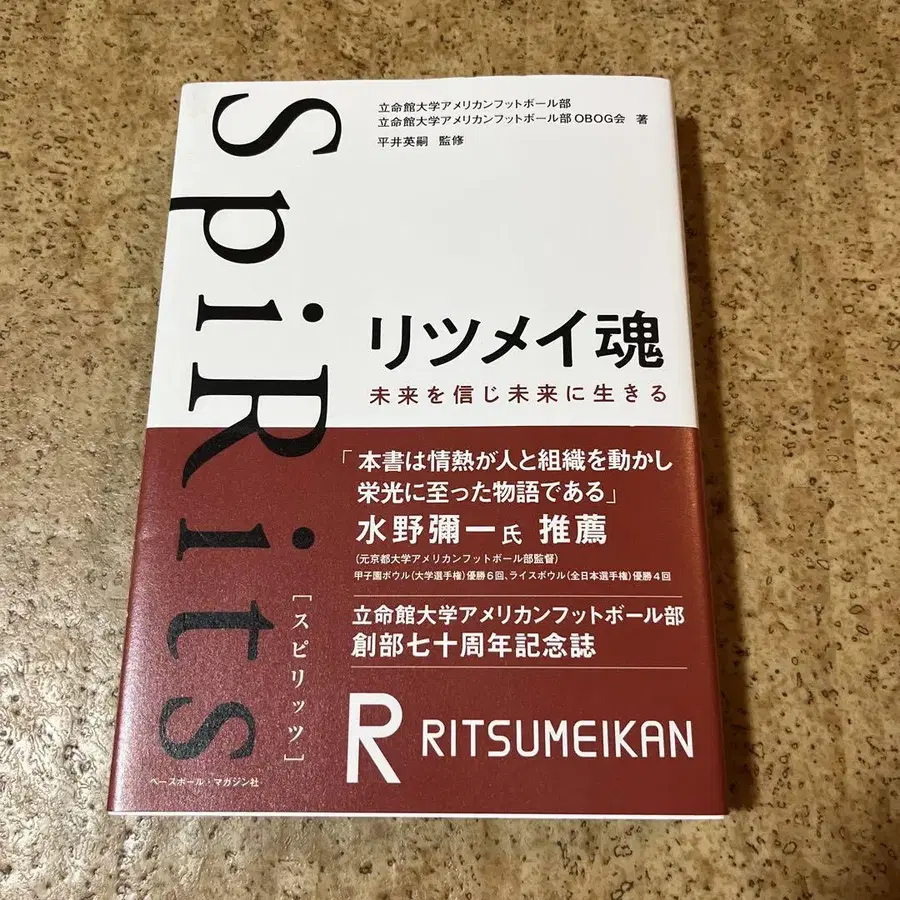 SpiRits
立命館大学アメリカンフットボール部
立命館大学アメリカンフットボール部OBOG会 著
平井英嗣 監修
リツメイ魂
未来を信じ未来に生きる
「本書は情熱が人と組織を動かし
栄光に至った物語である」
水野彌一氏 推薦
(元京都大学アメリカンフットボール部監督)
甲子園ボウル(大学選手権)優勝6回、ライスボウル(全日本選手権)優勝4回
[スピリッツ]
立命館大学アメリカンフットボール部
創部七十周年記念誌
R RITSUMEIKAN
ベースボール・マガジン社